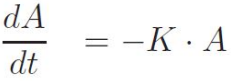 dA/dt = −K · A